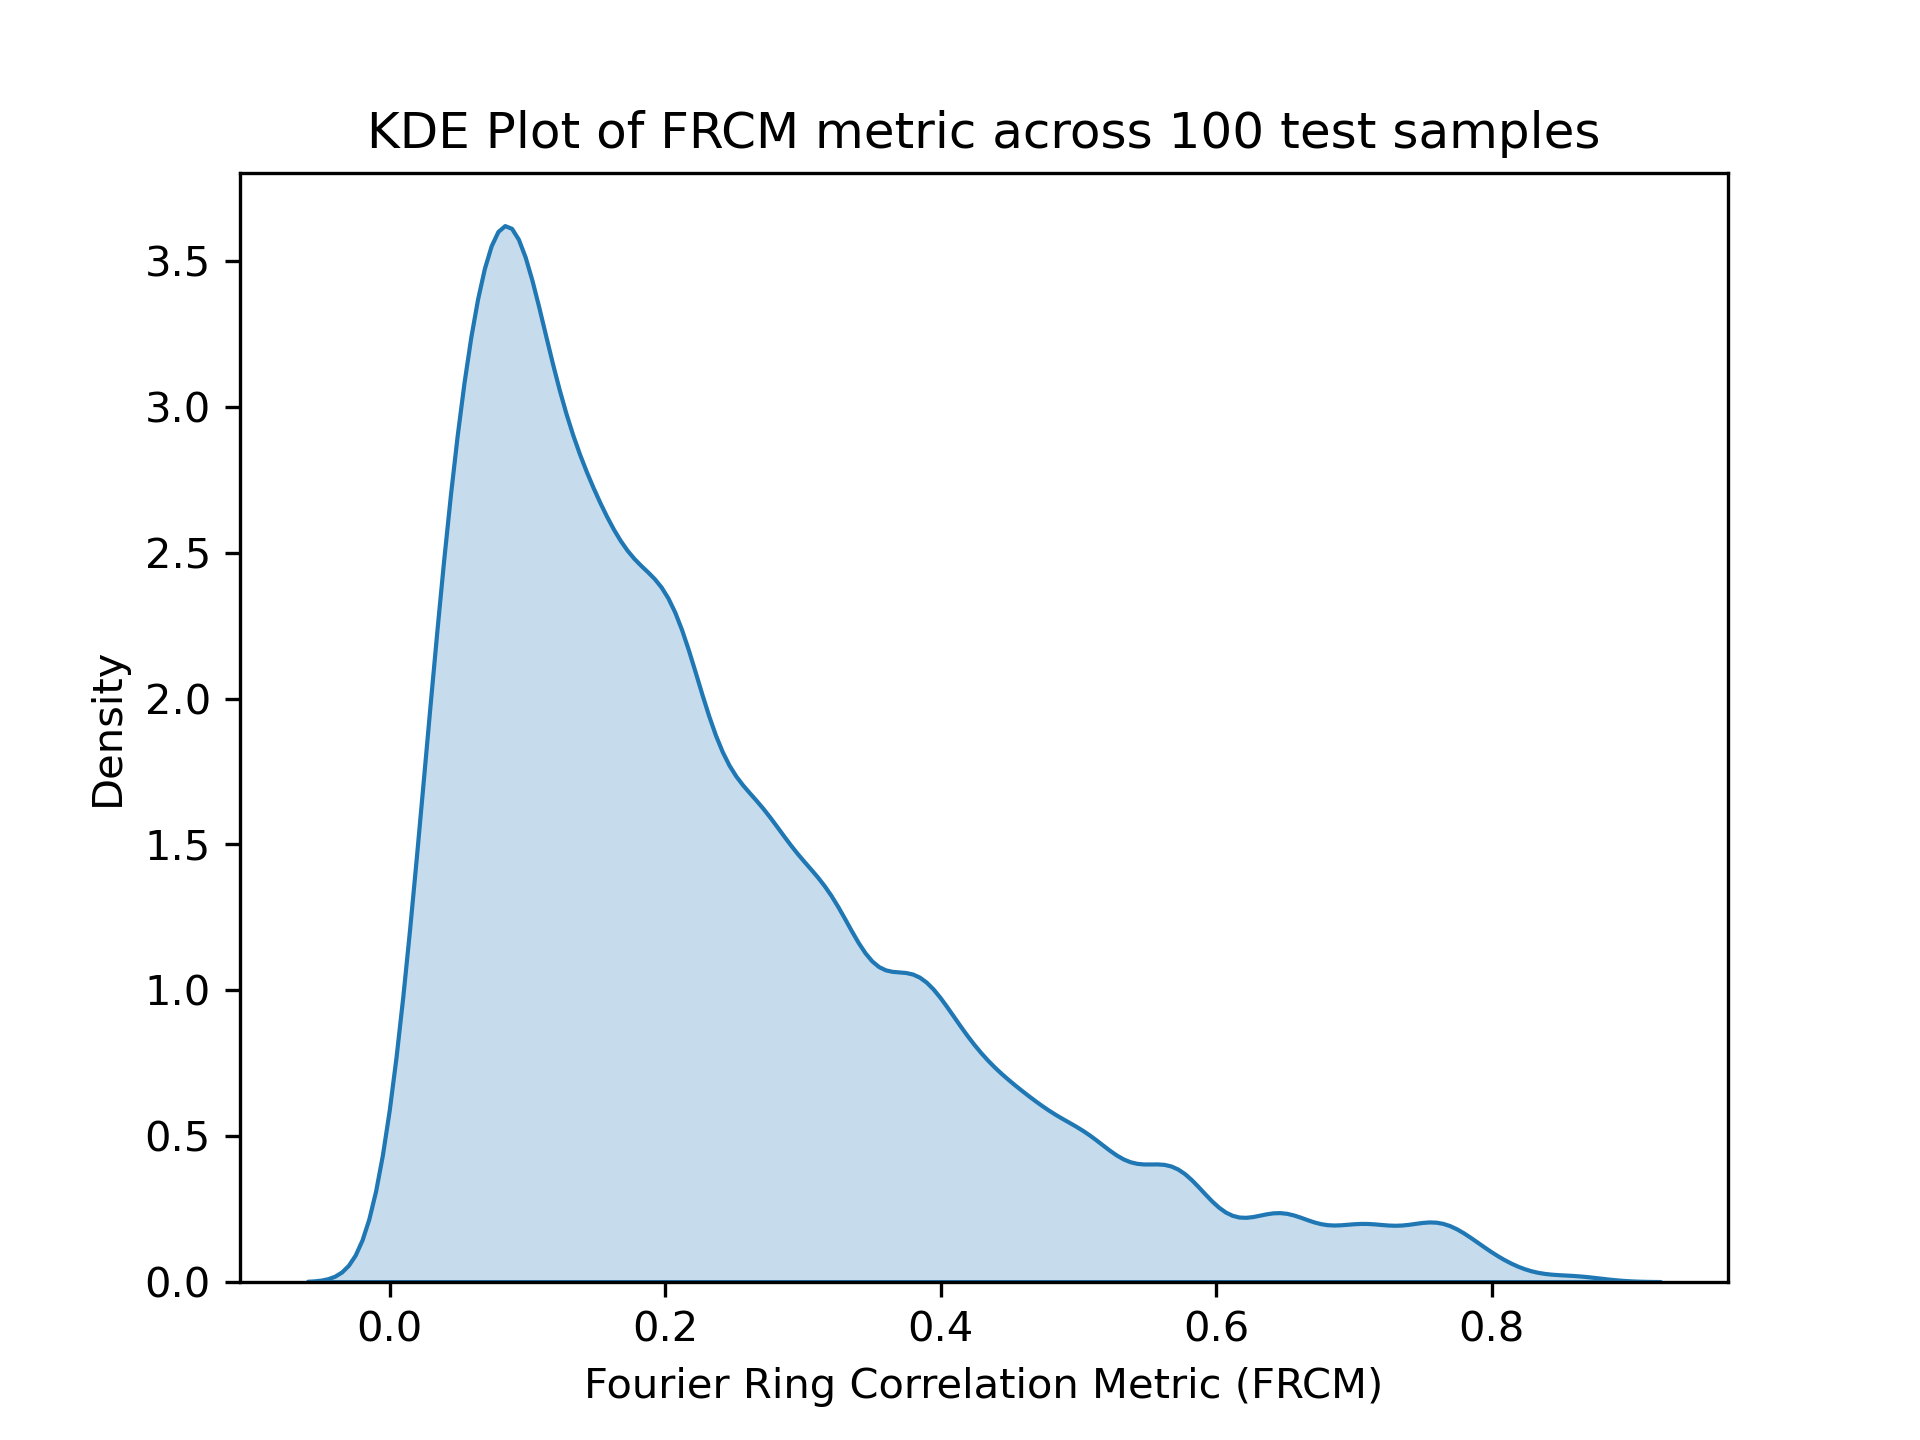 KDE Plot of FRCM metric across 100 test samples
3.5
3.0
2.5
2.0
1.5
1.0
0.5
0.0
Density
0.0 0.2 0.4 0.6 0.8
Fourier Ring Correlation Metric (FRCM)